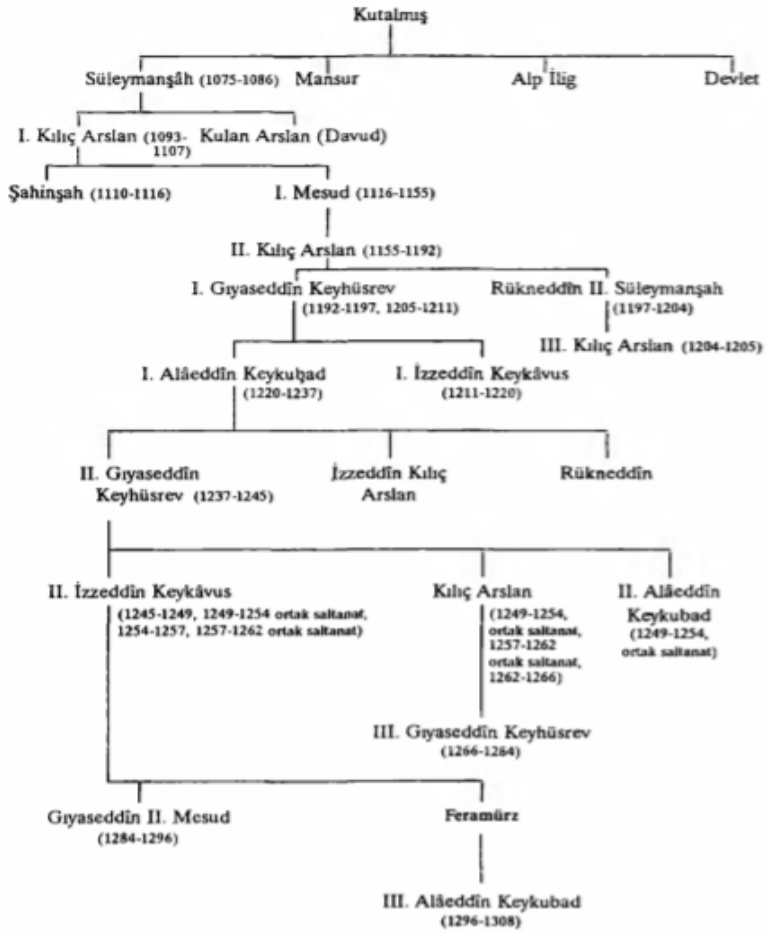 Kutalmış
Süleymanşâh (1075-1086) Mansur Alp İlig Devlet
I. Kılıç Arslan (1093-1107) Kulan Arslan (Davud)
Şahinşah (1110-1116) I. Mesud (1116-1155)
II. Kılıç Arslan (1155-1192)
I. Gıyaseddîn Keyhüsrev Rükneddîn II. Süleymanşah
(1192-1197, 1205-1211) (1197-1204)
III. Kılıç Arslan (1204-1205)
I. Alâeddîn Keykubad I. İzzeddîn Keykâvus
(1220-1237) (1211-1220)
II. Gıyaseddîn İzzeddîn Kılıç Rükneddîn
Keyhüsrev (1237-1245) Arslan
II. İzzeddîn Keykâvus Kılıç Arslan II. Alâeddîn
(1245-1249, 1249-1254 ortak saltanat, (1249-1254, Keykubad
1254-1257, 1257-1262 ortak saltanat) ortak saltanat, (1249-1254,
1257-1262 ortak saltanat)
ortak saltanat,
1262-1266)
III. Gıyaseddîn Keyhüsrev
(1266-1284)
Gıyaseddîn II. Mesud Feramürz
(1284-1296)
III. Alâeddîn Keykubad
(1296-1308)